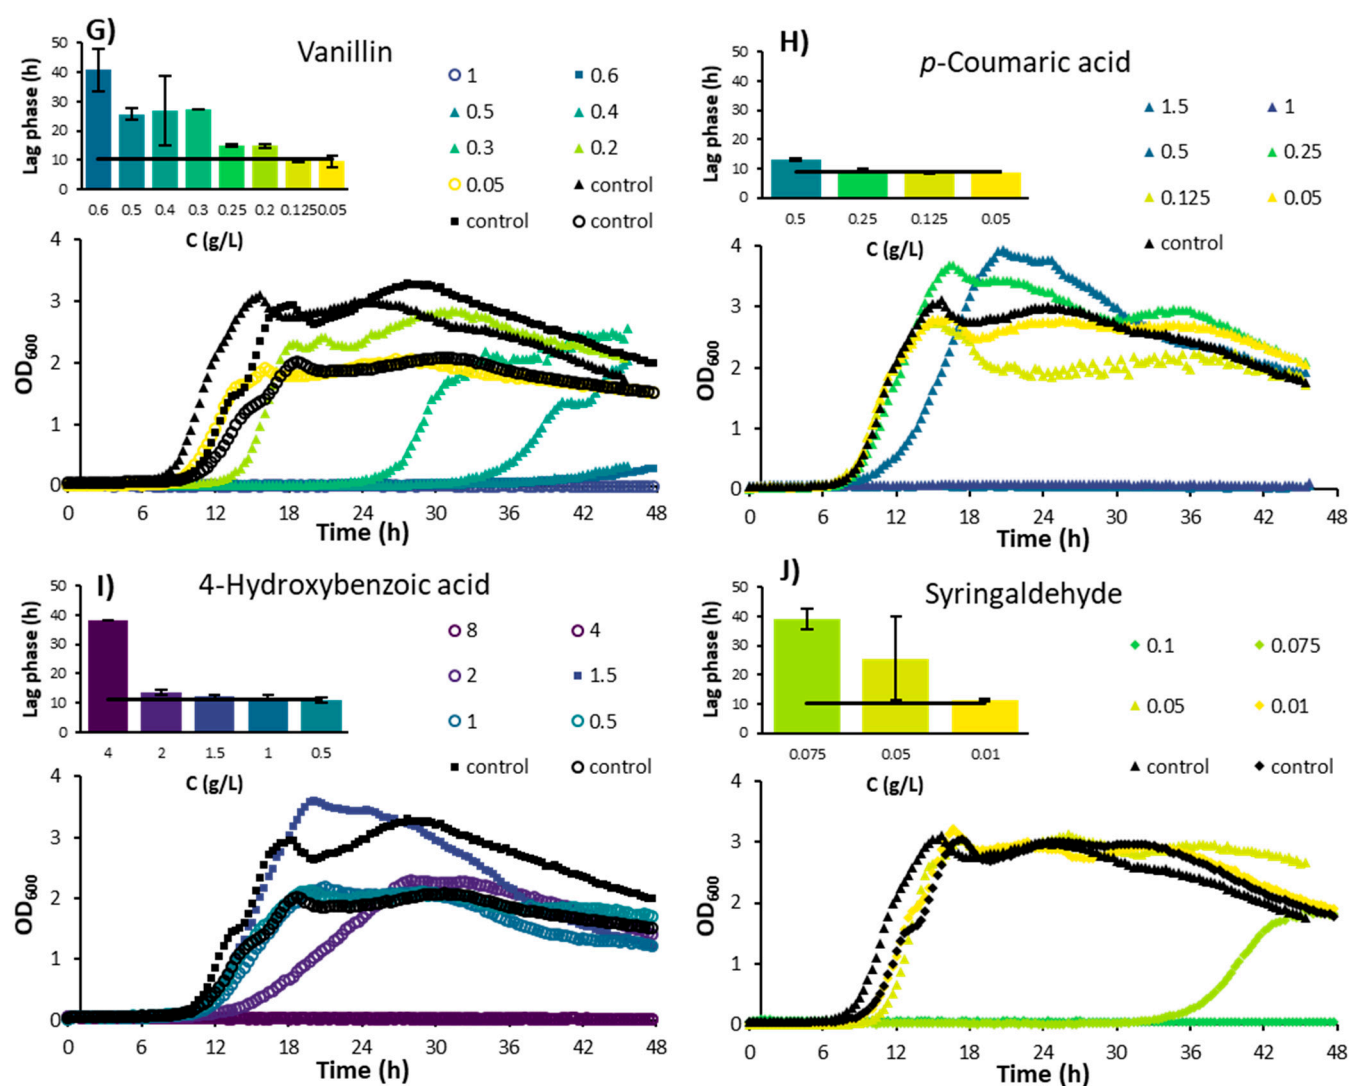 G)
Vanillin
50
40
30
20
10
0
Lag phase (h)
0.6 0.5 0.4 0.3 0.25 0.2 0.125 0.05
C (g/L)
1 0.6
0.5 0.4
0.3 0.2
0.05 control
control control
4
3
2
1
0
OD600
0 6 12 18 24 30 36 42 48
Time (h)
H)
p-Coumaric acid
50
40
30
20
10
0
Lag phase (h)
0.5 0.25 0.125 0.05
C (g/L)
1.5 1
0.5 0.25
0.125 0.05
control
4
3
2
1
0
OD600
0 6 12 18 24 30 36 42 48
Time (h)
I)
4-Hydroxybenzoic acid
50
40
30
20
10
0
Lag phase (h)
4 2 1.5 1 0.5
C (g/L)
8 4
2 1.5
1 0.5
control control
4
3
2
1
0
OD600
0 6 12 18 24 30 36 42 48
Time (h)
J)
Syringaldehyde
50
40
30
20
10
0
Lag phase (h)
0.075 0.05 0.01
C (g/L)
0.1 0.075
0.05 0.01
control control
4
3
2
1
0
OD600
0 6 12 18 24 30 36 42 48
Time (h)